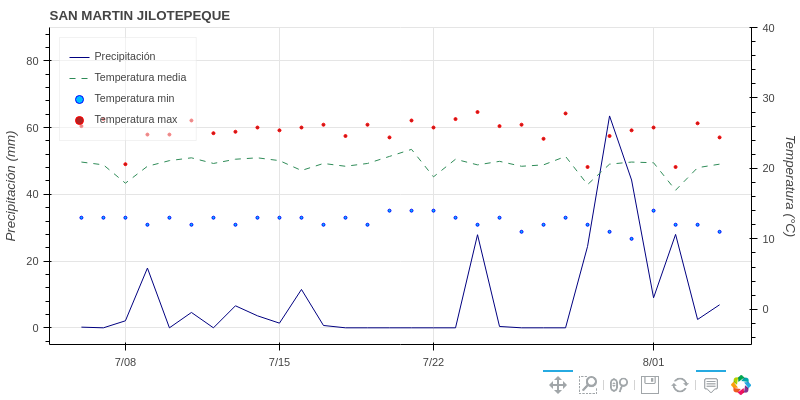 SAN MARTIN JILOTEPEQUE
Precipitación
Temperatura media
Temperatura min
Temperatura max
Precipitación (mm)
80
60
40
20
0
Temperatura (°C)
40
30
20
10
0
7/08
7/15
7/22
8/01